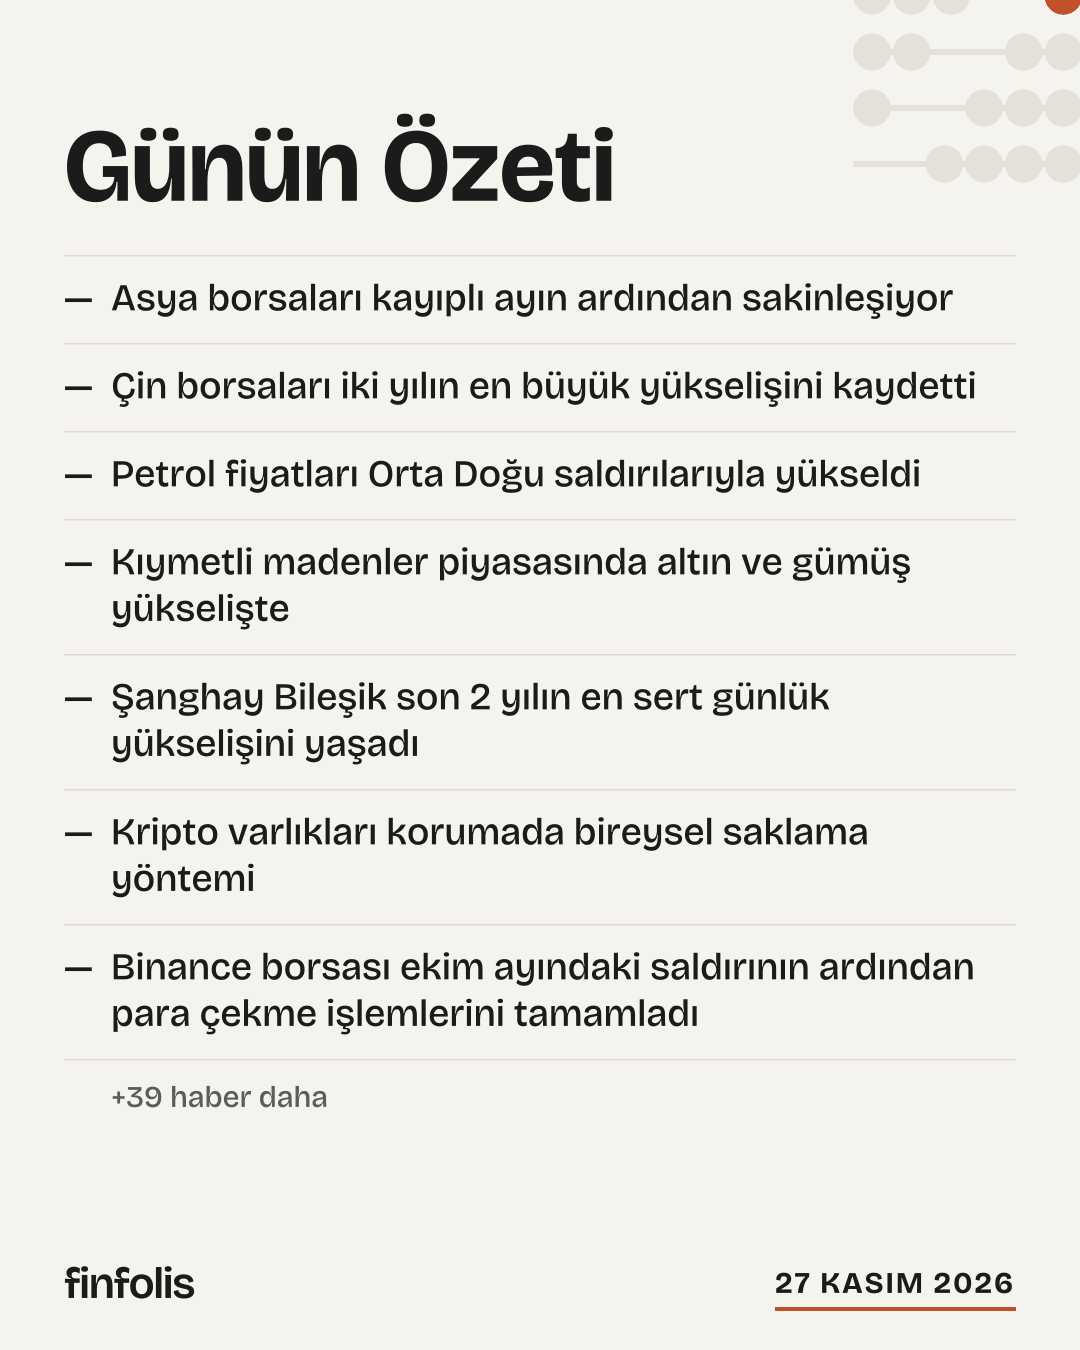 Günün Özeti
— Asya borsaları kayıplı ayın ardından sakinleşiyor
— Çin borsaları iki yılın en büyük yükselişini kaydetti
— Petrol fiyatları Orta Doğu saldırılarıyla yükseldi
— Kıymetli madenler piyasasında altın ve gümüş
yükselişte
— Şanghay Bileşik son 2 yılın en sert günlük
yükselişini yaşadı
— Kripto varlıkları korumada bireysel saklama
yöntemi
— Binance borsası ekim ayındaki saldırının ardından
para çekme işlemlerini tamamladı
+39 haber daha
finfolis
27 KASIM 2026